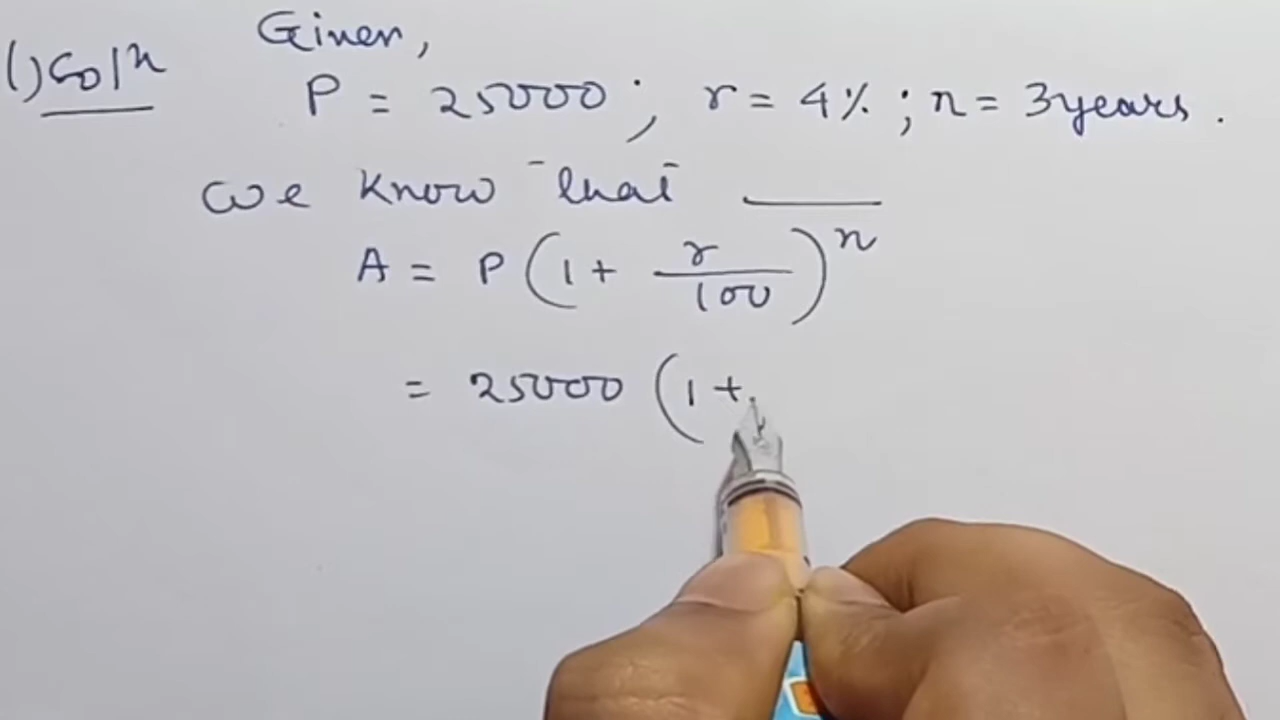 1) Solⁿ Given,
P = 25000 ; r = 4% ; n = 3 years .
We know that
A = P (1 + r/100)ⁿ
= 25000 (1 +